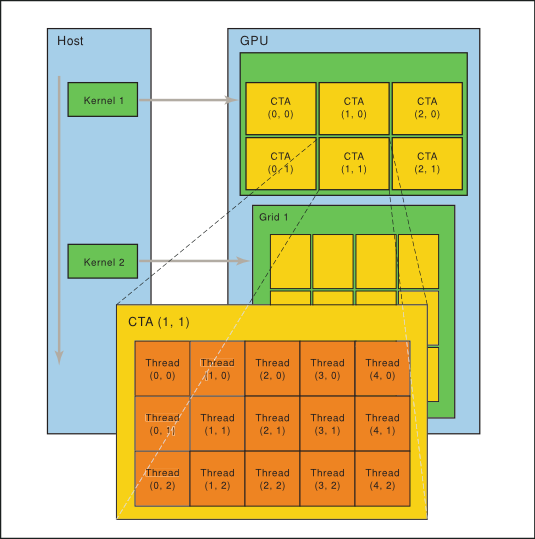 Host
GPU
Kernel 1
CTA
(0, 0)
CTA
(1, 0)
CTA
(2, 0)
CTA
(0, 1)
CTA
(1, 1)
CTA
(2, 1)
Grid 1
Kernel 2
CTA (1, 1)
Thread
(0, 0)
Thread
(1, 0)
Thread
(2, 0)
Thread
(3, 0)
Thread
(4, 0)
Thread
(0, 1)
Thread
(1, 1)
Thread
(2, 1)
Thread
(3, 1)
Thread
(4, 1)
Thread
(0, 2)
Thread
(1, 2)
Thread
(2, 2)
Thread
(3, 2)
Thread
(4, 2)